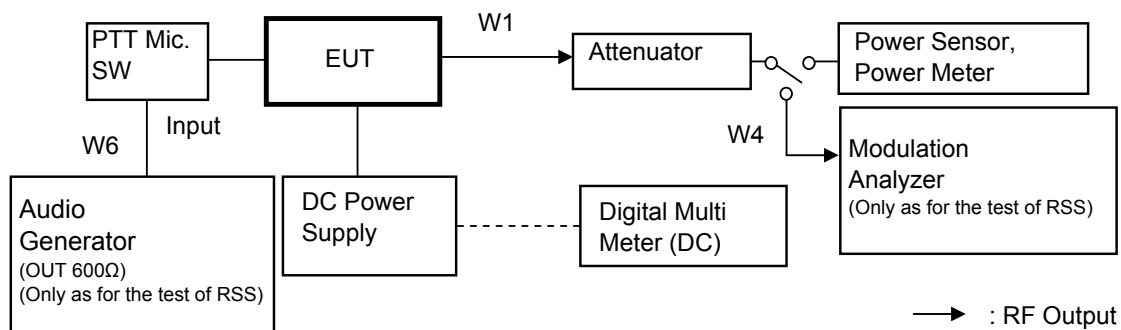 PTT Mic.
SW
EUT
W1
Attenuator
Power Sensor,
Power Meter
W6
Input
W4
Modulation
Analyzer
(Only as for the test of RSS)
Audio
Generator
(OUT 600Ω)
(Only as for the test of RSS)
DC Power
Supply
Digital Multi
Meter (DC)
: RF Output